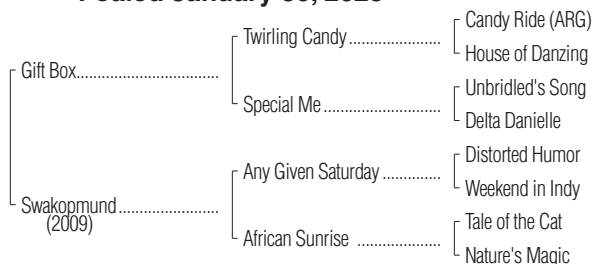 Candy Ride (ARG)
Twirling Candy
House of Danzing
Gift Box
Unbridled's Song
Special Me
Delta Danielle
Distorted Humor
Any Given Saturday
Weekend in Indy
Swakopmund
(2009)
Tale of the Cat
African Sunrise
Nature's Magic